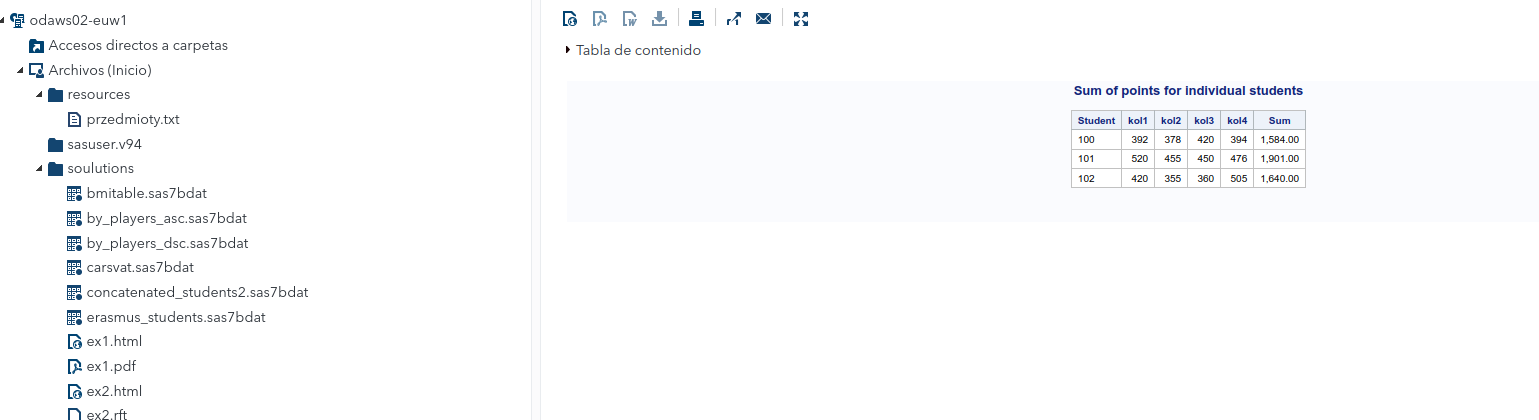 odaws02-euw1
Accesos directos a carpetas
Archivos (Inicio)
resources
przedmioty.txt
sasuser.v94
soulutions
bmitable.sas7bdat
by_players_asc.sas7bdat
by_players_dsc.sas7bdat
carsvat.sas7bdat
concatenated_students2.sas7bdat
erasmus_students.sas7bdat
ex1.html
ex1.pdf
ex2.html
ex2.rft
Tabla de contenido
Sum of points for individual students
Student kol1 kol2 kol3 kol4 Sum
100 392 378 420 394 1,584.00
101 520 455 450 476 1,901.00
102 420 355 360 505 1,640.00